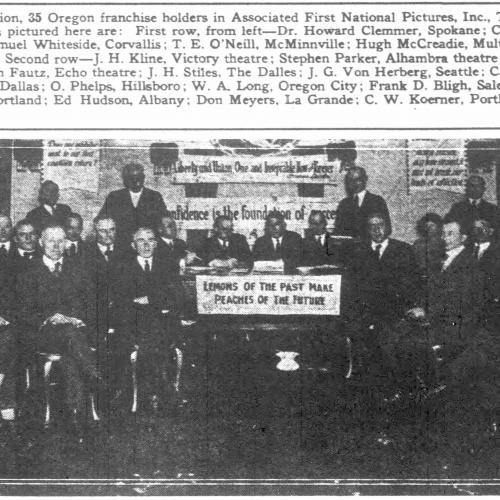 ion, 35 Oregon franchise holders in Associated First National Pictures, Inc.,
pictured here are: First row, from left—Dr. Howard Clemmer, Spokane; C
muel Whiteside, Corvallis; T. E. O'Neill, McMinnville; Hugh McCreadie, Mul
Second row—J. H. Kline, Victory theatre; Stephen Parker, Alhambra theatre
n Fautz, Echo theatre; J. H. Stiles, The Dalles; J. G. Von Herberg, Seattle; C
Dallas; O. Phelps, Hillsboro; W. A. Long, Oregon City; Frank D. Bligh, Sale
ortland; Ed Hudson, Albany; Don Meyers, La Grande; C. W. Koerner, Port
Liberty and Union, One and Inseparable Now and Forever
nfidence is the foundation of
LEMONS OF THE PAST MAKE
PEACHES OF THE FUTURE